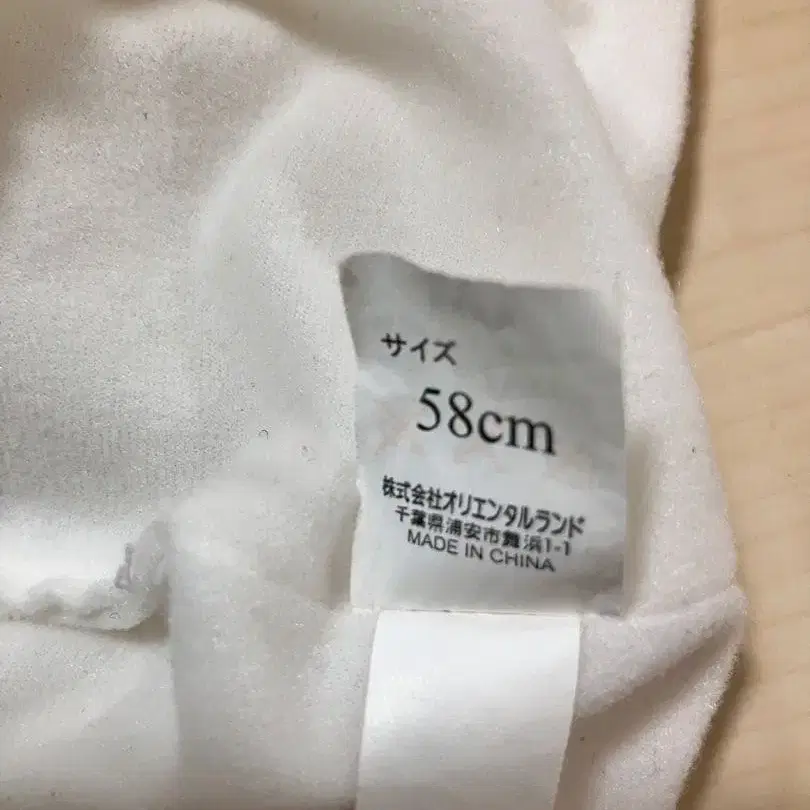 サイズ
58cm
株式会社オリエンタルランド
千葉県浦安市舞浜1-1
MADE IN CHINA